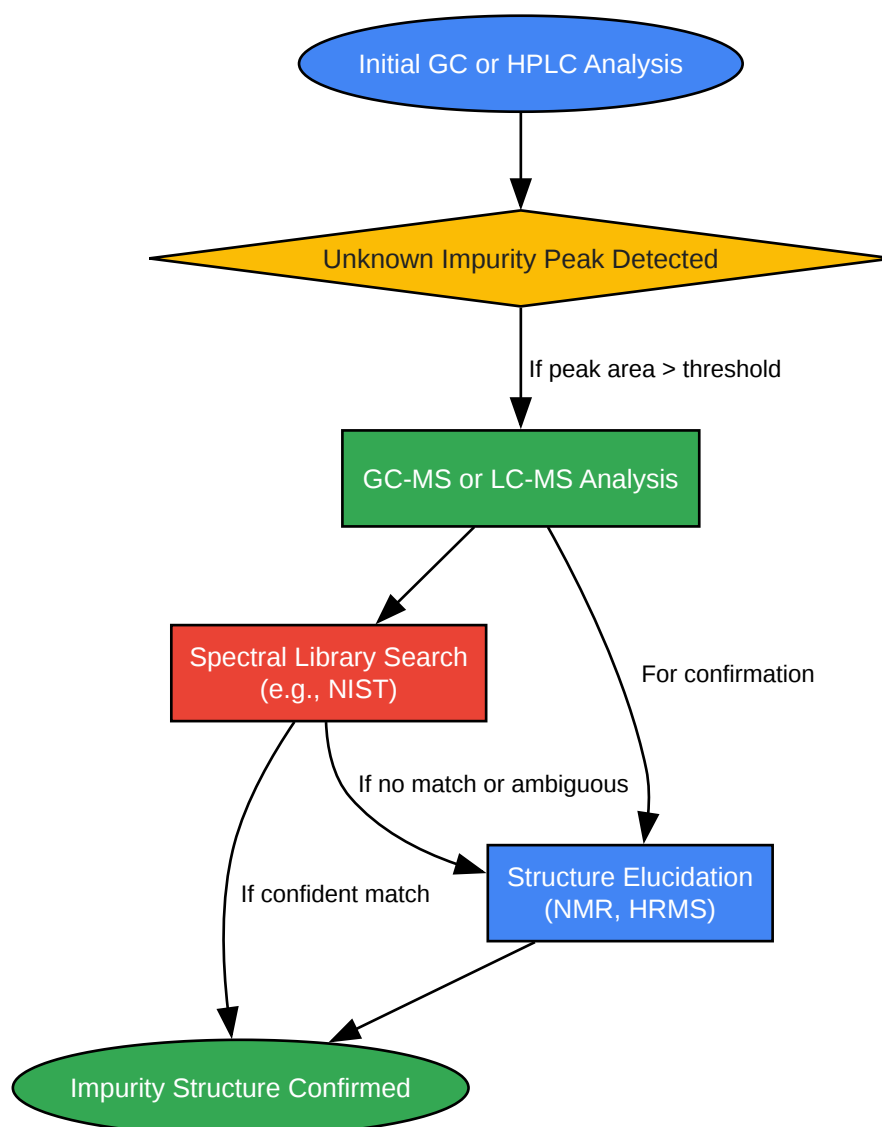 Initial GC or HPLC Analysis
Unknown Impurity Peak Detected
If peak area > threshold
GC-MS or LC-MS Analysis
Spectral Library Search
(e.g., NIST)
For confirmation
If no match or ambiguous
Structure Elucidation
(NMR, HRMS)
If confident match
Impurity Structure Confirmed